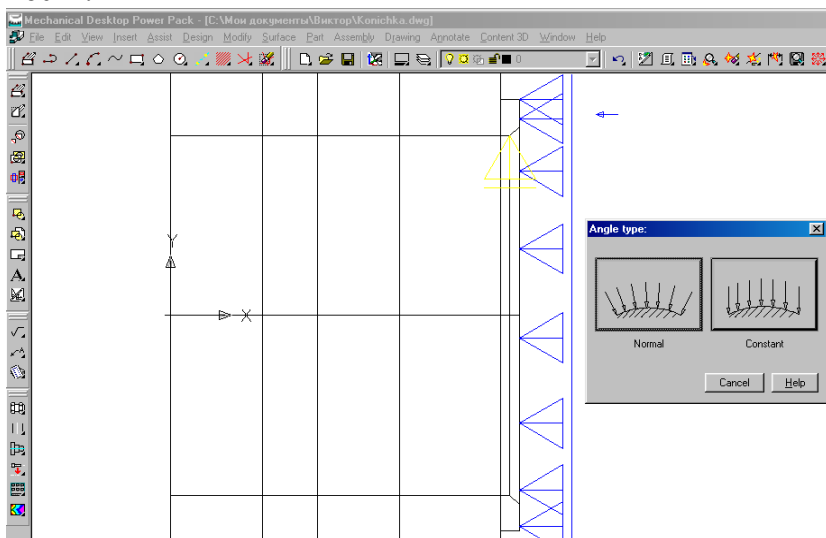 Mechanical Desktop Power Pack - [C:\Мои документы\Виктор\Konichka.dwg]
File Edit View Insert Assist Design Modify Surface Part Assembly Drawing Annotate Content 3D Window Help
0
Y
X
A
Angle type:
Normal Constant
Cancel Help